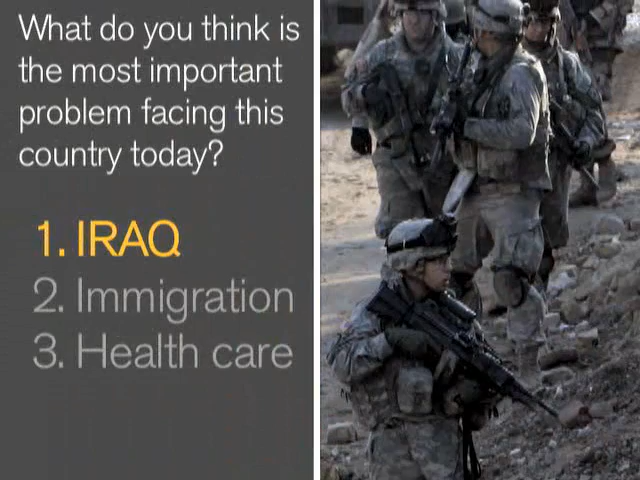 What do you think is
the most important
problem facing this
country today?
1. IRAQ
2. Immigration
3. Health care